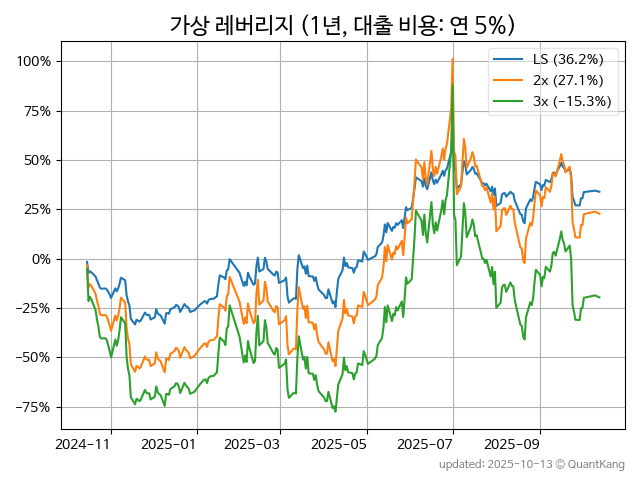 가상 레버리지 (1년, 대출 비용: 연 5%)
LS (36.2%)
2x (27.1%)
3x (−15.3%)
100%
75%
50%
25%
0%
−25%
−50%
−75%
2024-11
2025-01
2025-03
2025-05
2025-07
2025-09
updated: 2025-10-13 © QuantKang